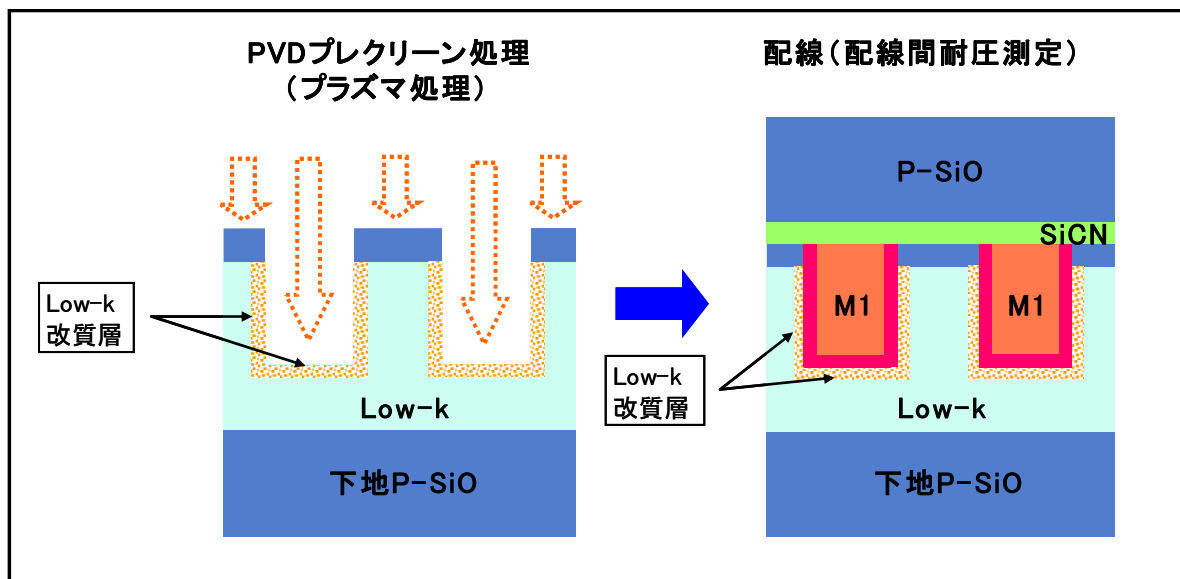 PVDプレクリーン処理
（プラズマ処理）
Low-k
改質層
Low-k
下地P-SiO
配線（配線間耐圧測定）
P-SiO
SiCN
M1
M1
Low-k
改質層
Low-k
下地P-SiO